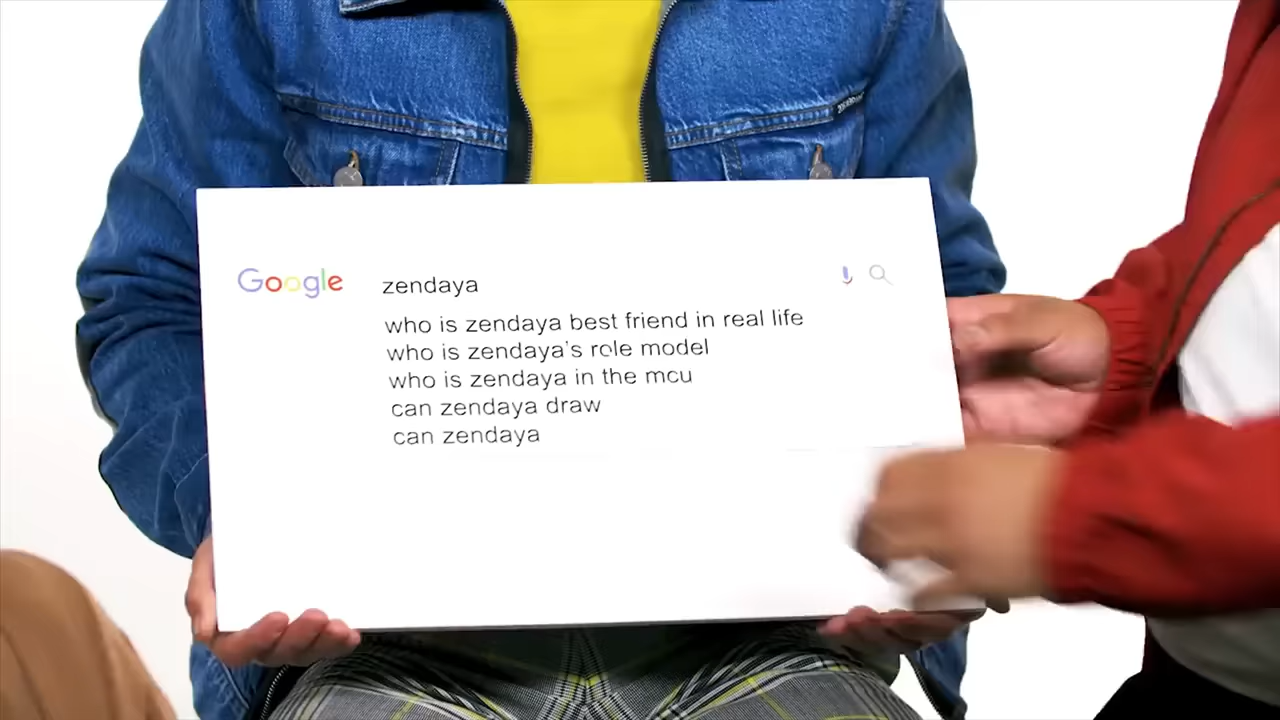 Google zendaya
who is zendaya best friend in real life
who is zendaya's role model
who is zendaya in the mcu
can zendaya draw
can zendaya